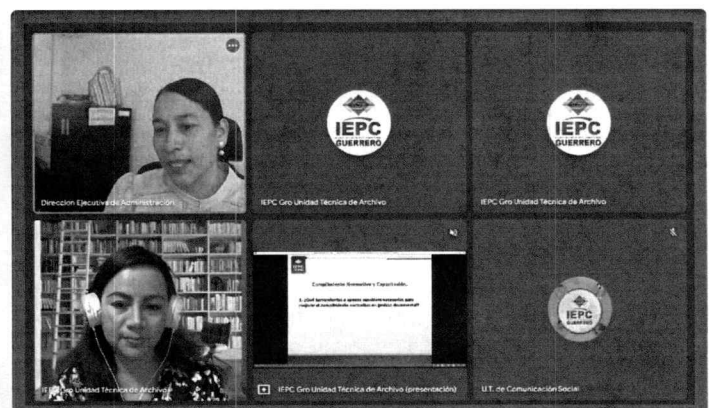 Direccion Ejecutiva de Administración
IEPC
GUERRERO
IEPC Gro Unidad Técnica de Archivo
IEPC
GUERRERO
IEPC Gro Unidad Técnica de Archivo
IEPC Gro Unidad Técnica de Archivo
Cumplimiento Normativo y Capacitación.
IEPC Gro Unidad Técnica de Archivo (presentación)
IEPC
GUERRERO
U.T. de Comunicación Social